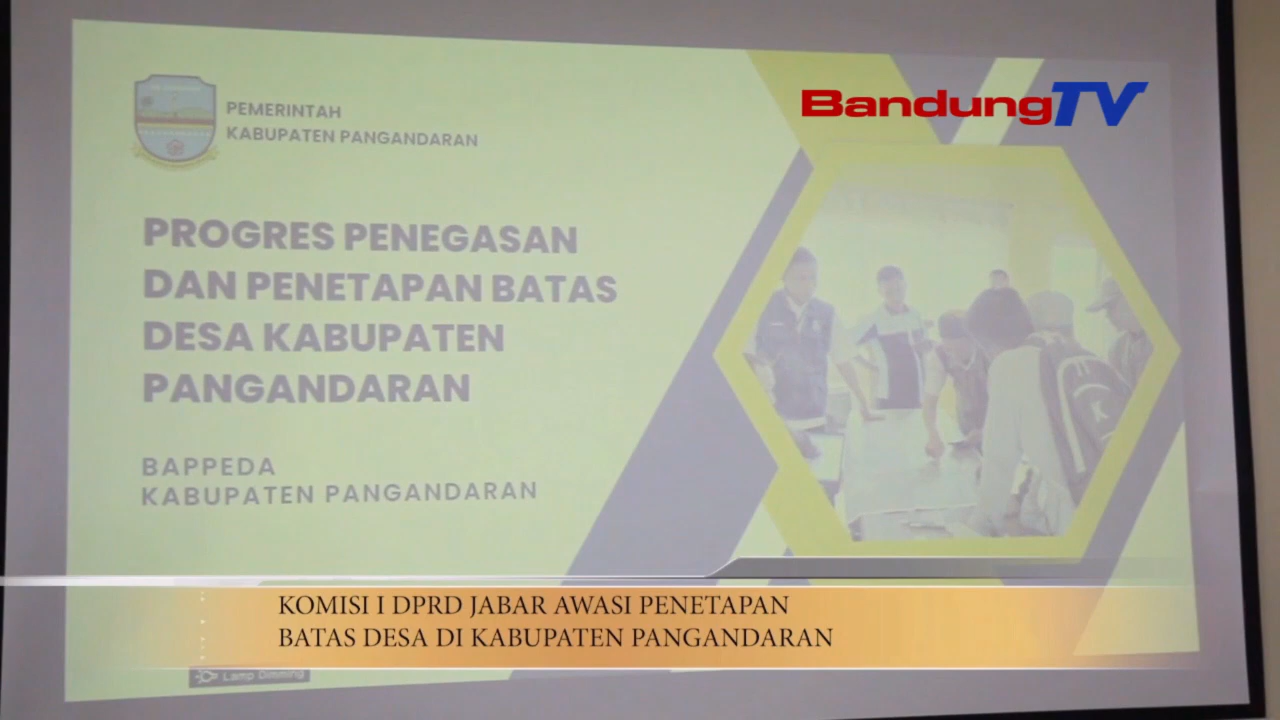 BandungTV
PEMERINTAH
KABUPATEN PANGANDARAN
PROGRES PENEGASAN
DAN PENETAPAN BATAS
DESA KABUPATEN
PANGANDARAN
BAPPEDA
KABUPATEN PANGANDARAN
KOMISI I DPRD JABAR AWASI PENETAPAN
BATAS DESA DI KABUPATEN PANGANDARAN
Lamp Dimming